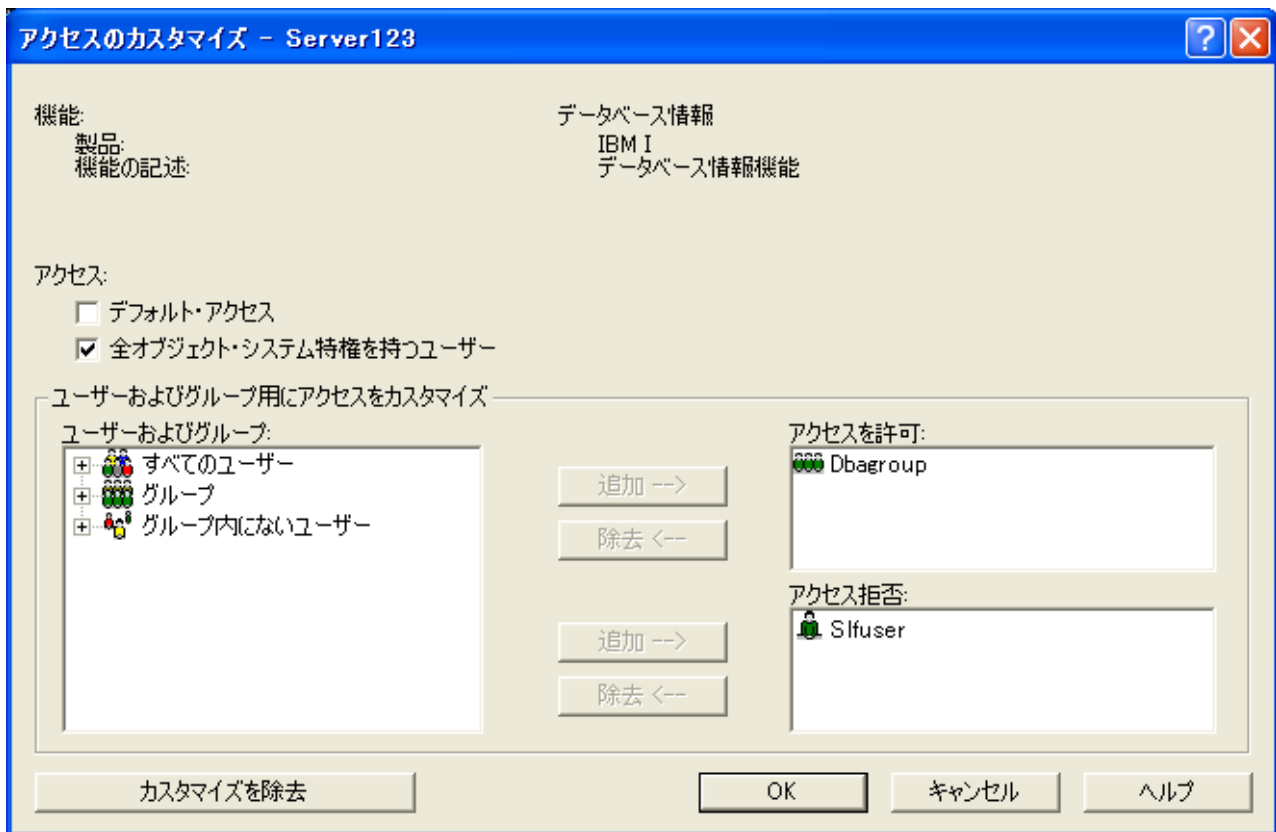 アクセスのカスタマイズ - Server123
機能: データベース情報
製品: IBM I
機能の記述: データベース情報機能
アクセス:
デフォルト・アクセス
全オブジェクト・システム特権を持つユーザー
ユーザーおよびグループ用にアクセスをカスタマイズ
ユーザーおよびグループ:
すべてのユーザー
グループ
グループ内にないユーザー
追加 -->
除去 <--
アクセスを許可:
Dbagroup
追加 -->
除去 <--
アクセス拒否:
Slfuser
カスタマイズを除去
OK
キャンセル
ヘルプ